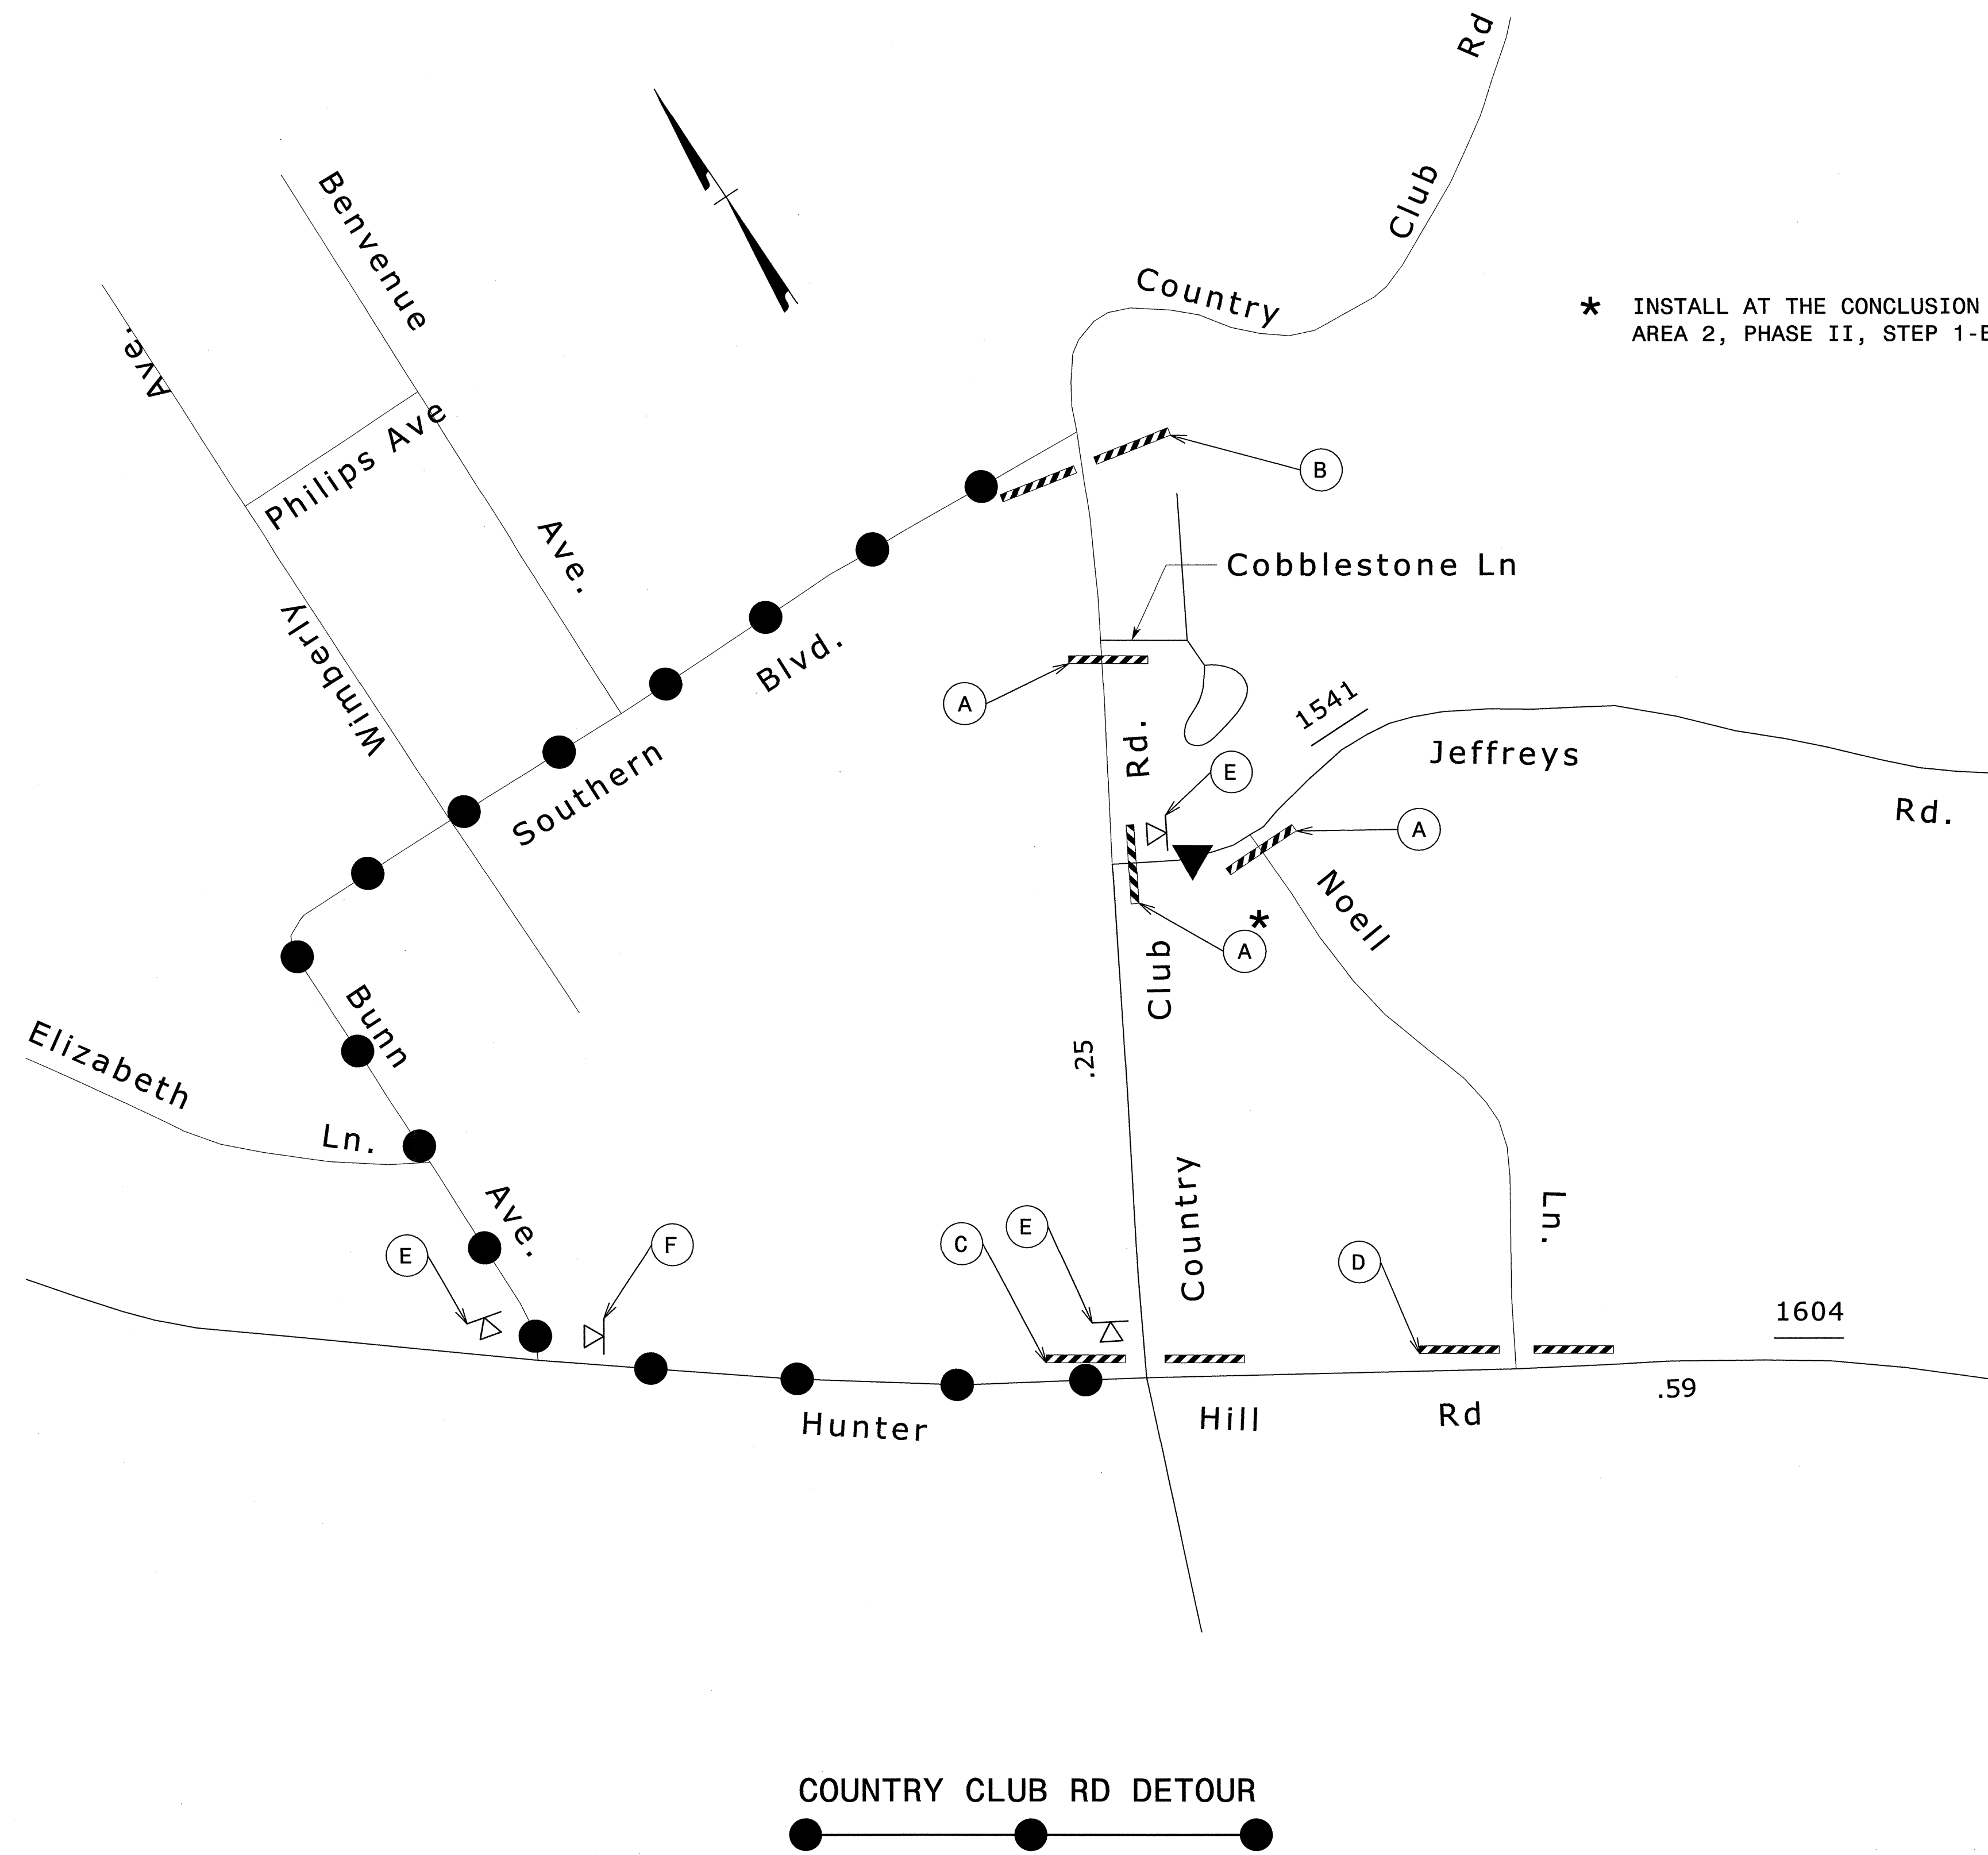 Rd
Club
Country
* INSTALL AT THE CONCLUSION
AREA 2, PHASE II, STEP 1-B
Benvenue
Ave.
Philips Ave
B
Ave.
Cobblestone Ln
Wimberly
Blvd.
A
1541
Rd.
Jeffreys
E
Southern
A
Rd.
Noell
*
A
Club
Bunn
Elizabeth
.25
Ln.
Country
Ave.
Ln.
E
F
C
E
D
1604
.59
Hunter
Hill
Rd
COUNTRY CLUB RD DETOUR